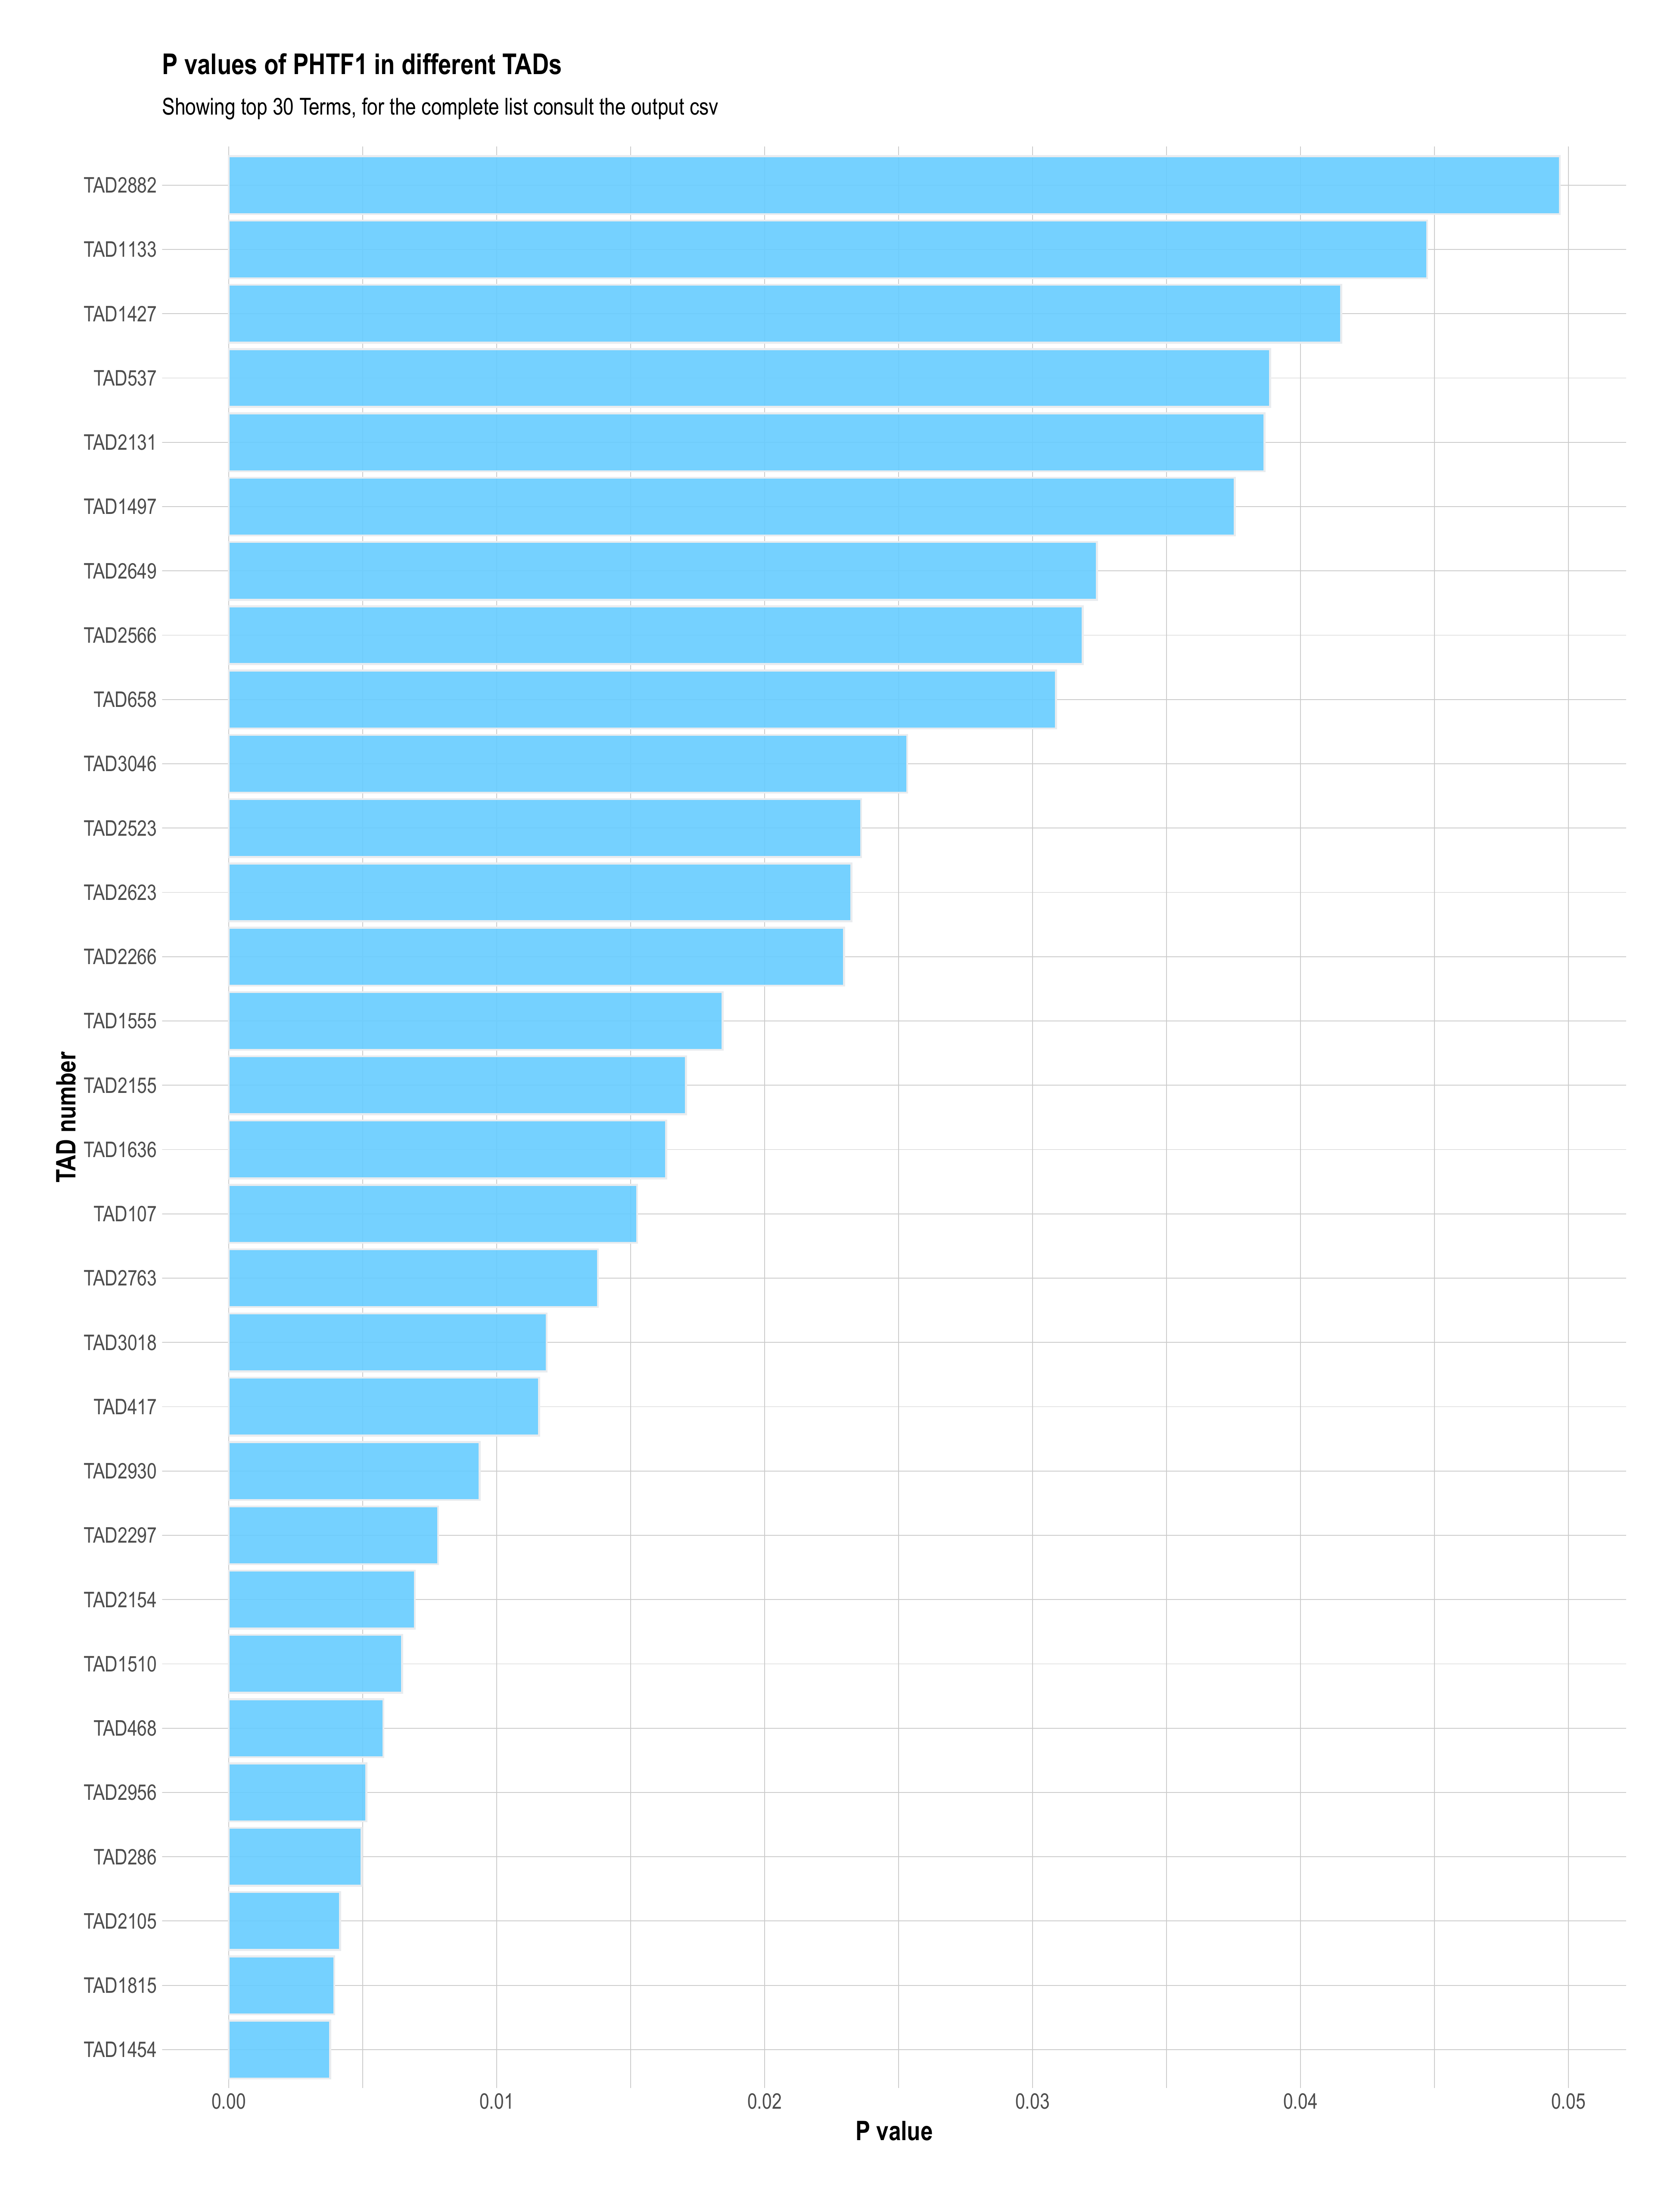 P values of PHTF1 in different TADs
Showing top 30 Terms, for the complete list consult the output csv
TAD2882
TAD1133
TAD1427
TAD537
TAD2131
TAD1497
TAD2649
TAD2566
TAD658
TAD3046
TAD2523
TAD2623
TAD2266
TAD1555
TAD2155
TAD1636
TAD107
TAD2763
TAD3018
TAD417
TAD2930
TAD2297
TAD2154
TAD1510
TAD468
TAD2956
TAD286
TAD2105
TAD1815
TAD1454
TAD number
0.00 0.01 0.02 0.03 0.04 0.05
P value